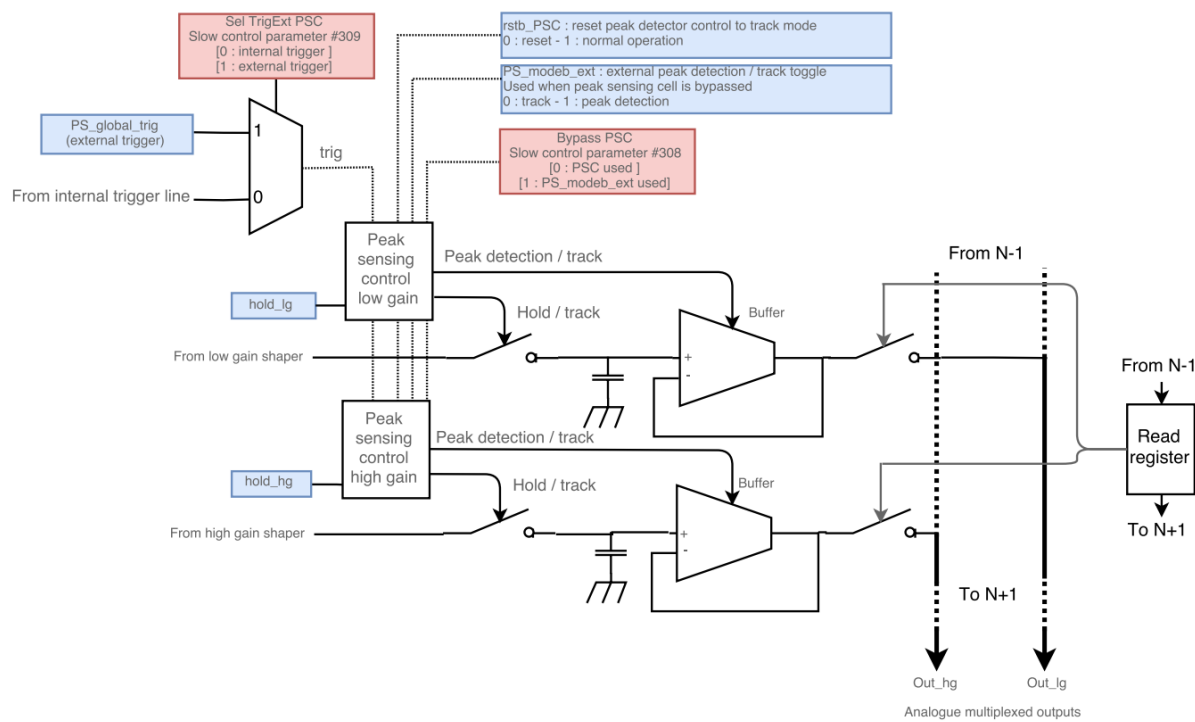 Sel TrigExt PSC
Slow control parameter #309
[0 : internal trigger ]
[1 : external trigger]
rstb_PSC : reset peak detector control to track mode
0 : reset - 1 : normal operation
PS_modeb_ext : external peak detection / track toggle
Used when peak sensing cell is bypassed
0 : track - 1 : peak detection
PS_global_trig
(external trigger)
1
trig
Bypass PSC
Slow control parameter #308
[0 : PSC used ]
[1 : PS_modeb_ext used]
From internal trigger line
0
Peak
sensing
control
low gain
Peak detection / track
From N-1
hold_lg
Hold / track
Buffer
From low gain shaper
+
-
From N-1
Peak
sensing
control
high gain
Peak detection / track
Read
register
hold_hg
Hold / track
Buffer
From high gain shaper
+
-
To N+1
To N+1
Out_hg
Out_lg
Analogue multiplexed outputs